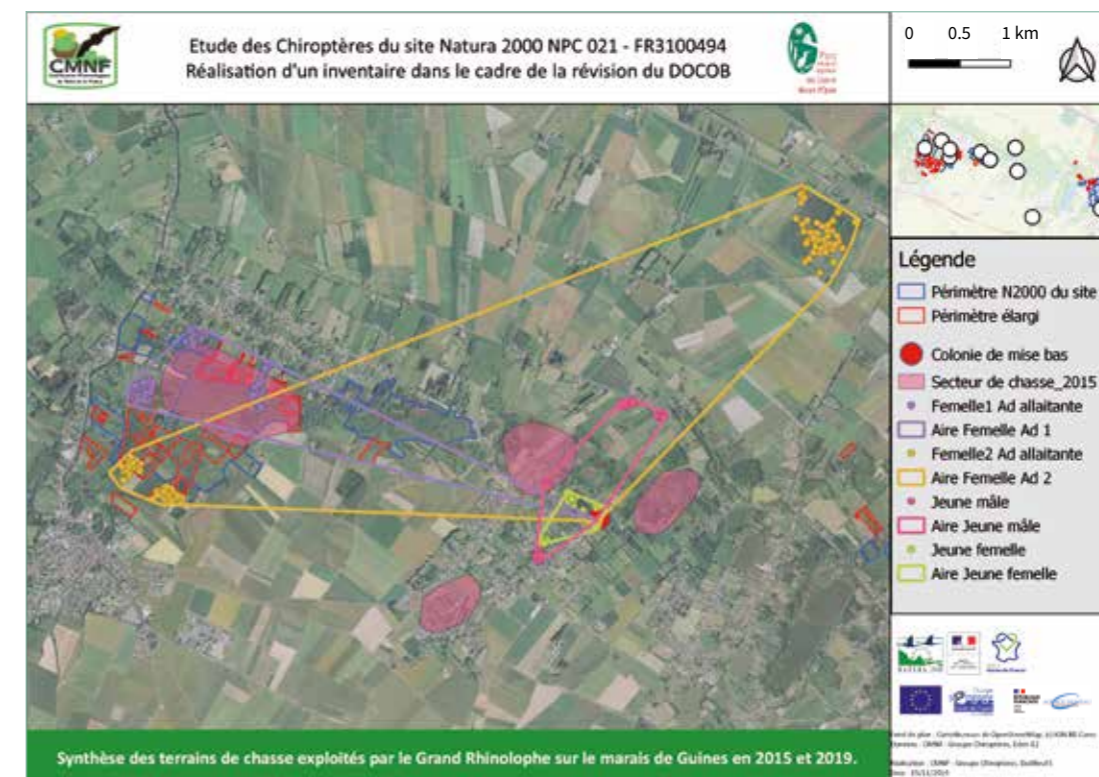 CMNF
Etude des Chiroptères du site Natura 2000 NPC 021 - FR3100494
Réalisation d'un inventaire dans le cadre de la révision du DOCOB
Parc
0 0.5 1 km
Légende
Périmètre N2000 du site
Périmètre élargi
Colonie de mise bas
Secteur de chasse_2015
Femelle1 Ad allaitante
Aire Femelle Ad 1
Femelle2 Ad allaitante
Aire Femelle Ad 2
Jeune mâle
Aire Jeune mâle
Jeune femelle
Aire Jeune femelle
Synthèse des terrains de chasse exploités par le Grand Rhinolophe sur le marais de Guines en 2015 et 2019.